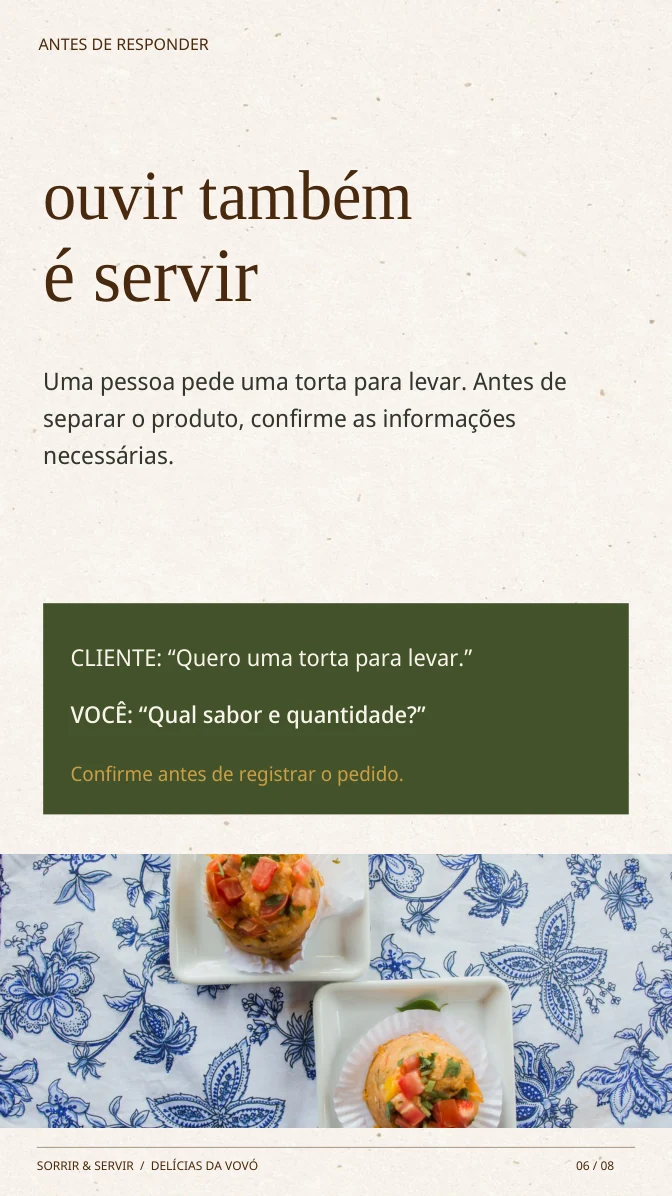 ANTES DE RESPONDER
ouvir também
é servir
Uma pessoa pede uma torta para levar. Antes de
separar o produto, confirme as informações
necessárias.
CLIENTE: “Quero uma torta para levar.”
VOCÊ: “Qual sabor e quantidade?”
Confirme antes de registrar o pedido.
SORRIR & SERVIR / DELÍCIAS DA VOVÓ
06 / 08